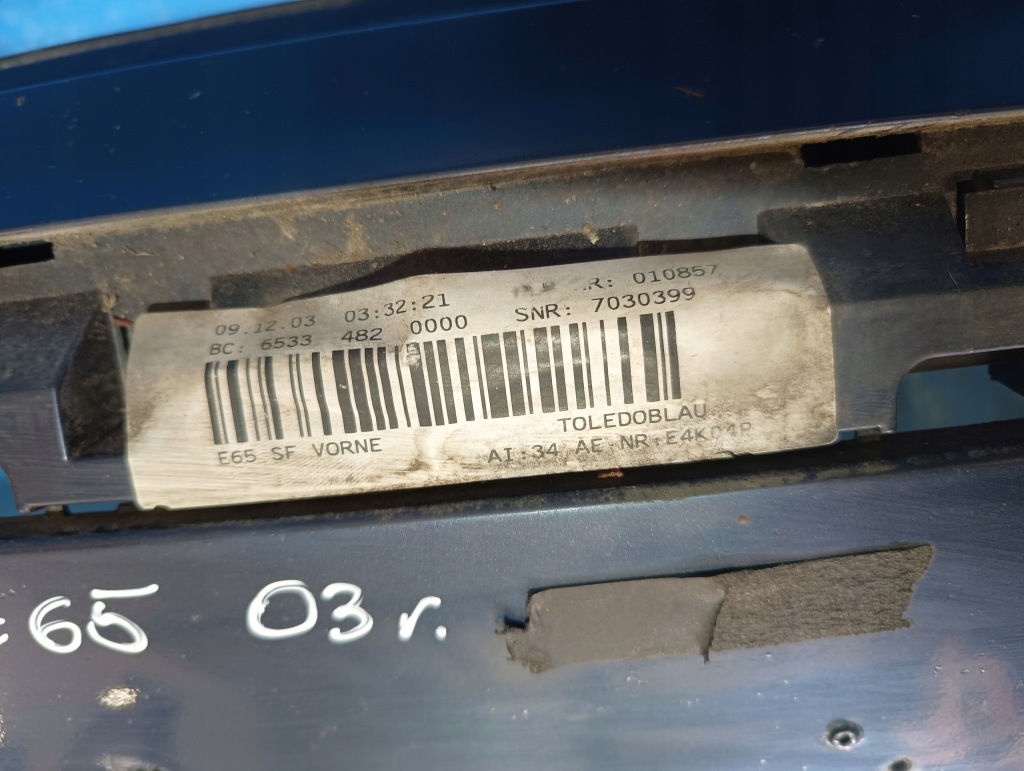 09.12.03 03:32:21 R: 010857
BC: 6533 482 0000 SNR: 7030399
E65 SF VORNE TOLEDOBLAU
AI:34 AE-NR:
65 03 r.